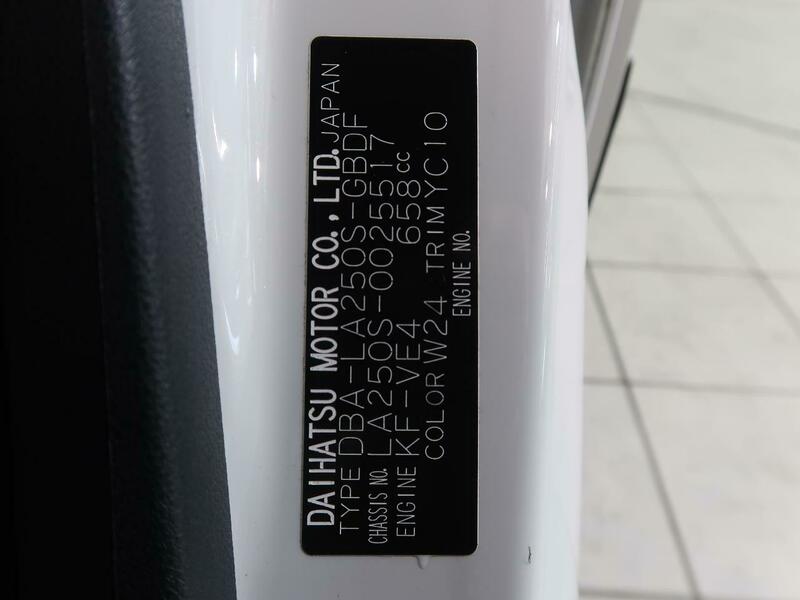 DAIHATSU MOTOR CO., LTD. JAPAN
TYPE DBA-LA250S-GBDF
CHASSIS NO. LA250S-0025517
ENGINE KF-VE4 658cc
COLOR W24 TRIM YC10
ENGINE NO.